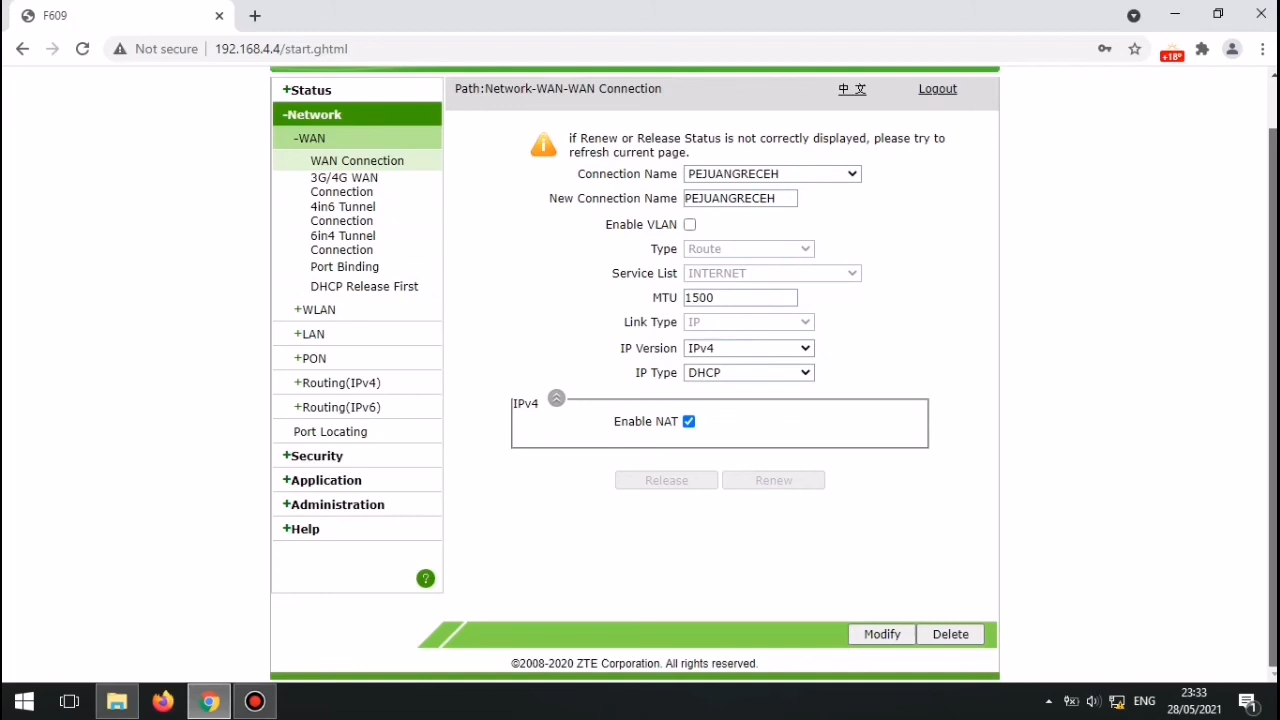 F609
Not secure
192.168.4.4/start.ghtml
+18°
+Status
-Network
-WAN
WAN Connection
3G/4G WAN
Connection
4in6 Tunnel
Connection
6in4 Tunnel
Connection
Port Binding
DHCP Release First
+WLAN
+LAN
+PON
+Routing(IPv4)
+Routing(IPv6)
Port Locating
+Security
+Application
+Administration
+Help
?
Path:Network-WAN-WAN Connection 中 文 Logout
if Renew or Release Status is not correctly displayed, please try to
refresh current page.
Connection Name PEJUANGRECEH
New Connection Name PEJUANGRECEH
Enable VLAN
Type Route
Service List INTERNET
MTU 1500
Link Type IP
IP Version IPv4
IP Type DHCP
IPv4
Enable NAT
Release Renew
Modify Delete
©2008-2020 ZTE Corporation. All rights reserved.
ENG
23:33
28/05/2021
1